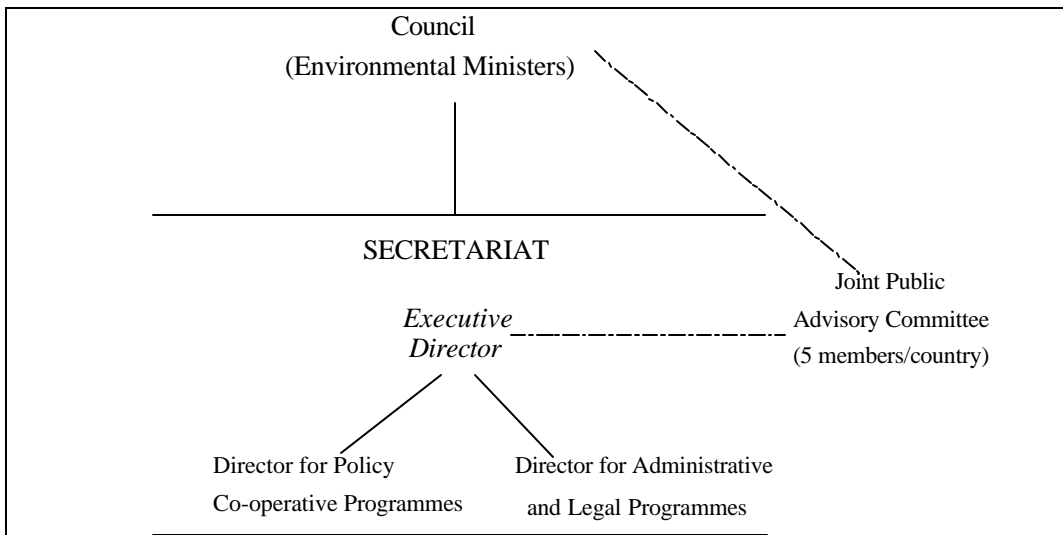 Council
(Environmental Ministers)
SECRETARIAT
Joint Public
Executive
Advisory Committee
Director
(5 members/country)
Director for Policy
Director for Administrative
Co-operative Programmes
and Legal Programmes